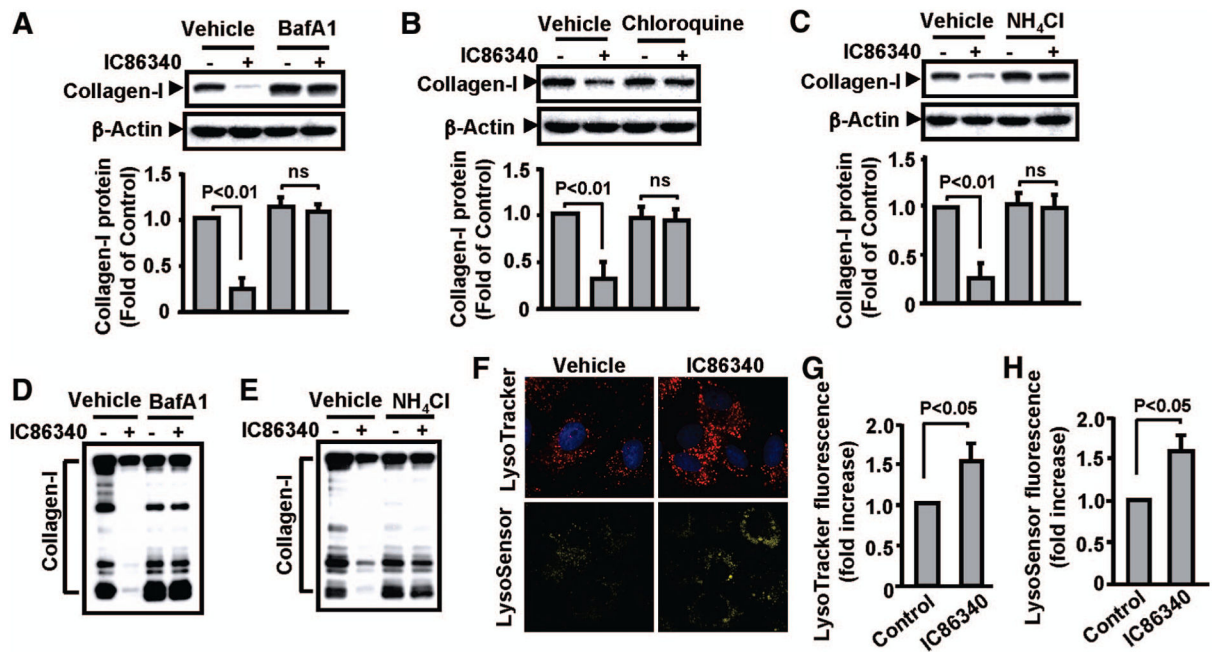 A
Vehicle BafA1
IC86340 - + - +
Collagen-I
β-Actin
Collagen-I protein
(Fold of Control)
1.5
1.0
0.5
0
P<0.01
ns
B
Vehicle Chloroquine
IC86340 - + - +
Collagen-I
β-Actin
Collagen-I protein
(Fold of Control)
1.5
1.0
0.5
0
P<0.01
ns
C
Vehicle NH₄Cl
IC86340 - + - +
Collagen-I
β-Actin
Collagen-I protein
(Fold of Control)
1.5
1.0
0.5
0
P<0.01
ns
D
Vehicle BafA1
IC86340 - + - +
Collagen-I
E
Vehicle NH₄Cl
IC86340 - + - +
Collagen-I
F
Vehicle IC86340
LysoTracker
LysoSensor
G
LysoTracker fluorescence
(fold increase)
2.0
1.5
1.0
0.5
0
P<0.05
Control
IC86340
H
LysoSensor fluorescence
(fold increase)
2.0
1.5
1.0
0.5
0
P<0.05
Control
IC86340